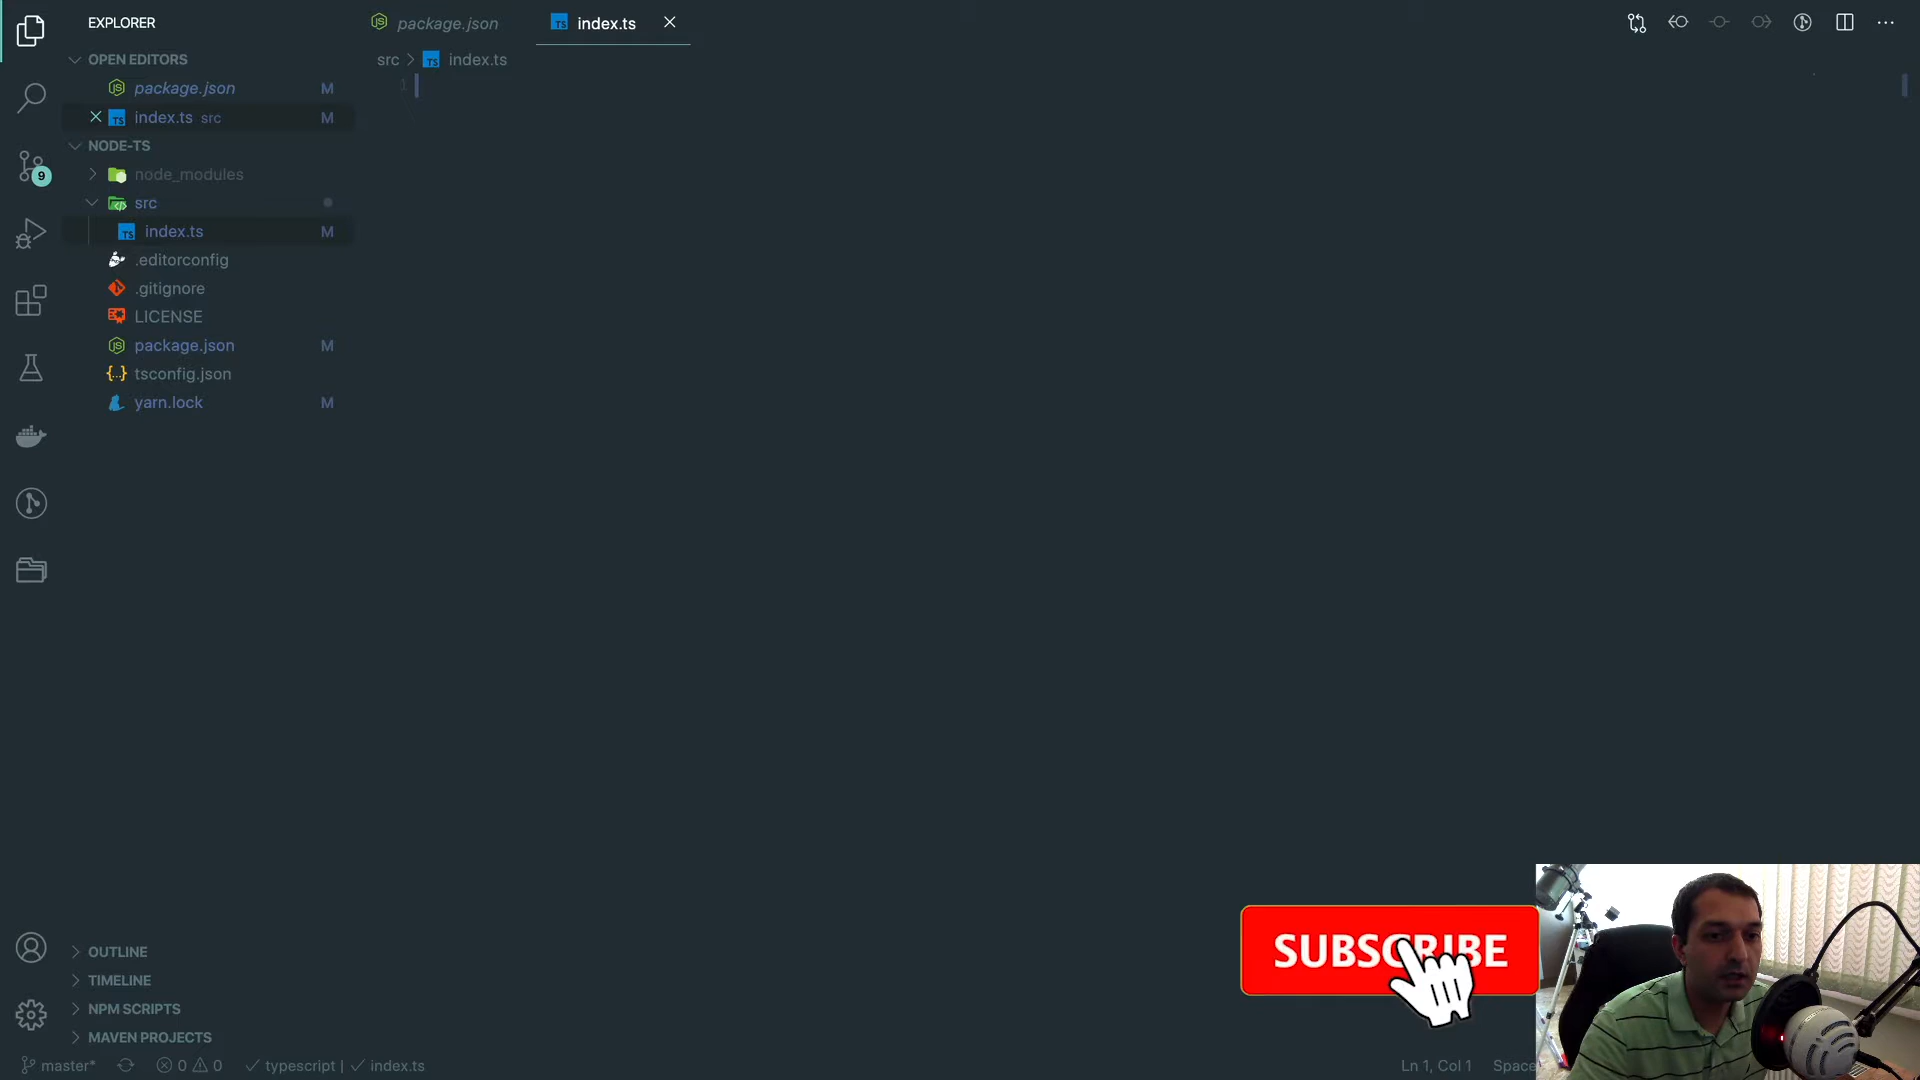 EXPLORER
package.json
index.ts
OPEN EDITORS
package.json M
index.ts src M
src > index.ts
1
NODE-TS
node_modules
src
index.ts M
.editorconfig
.gitignore
LICENSE
package.json M
tsconfig.json
yarn.lock M
9
SUBSCRIBE
OUTLINE
TIMELINE
NPM SCRIPTS
MAVEN PROJECTS
master* 0 0 typescript | index.ts
Ln 1, Col 1